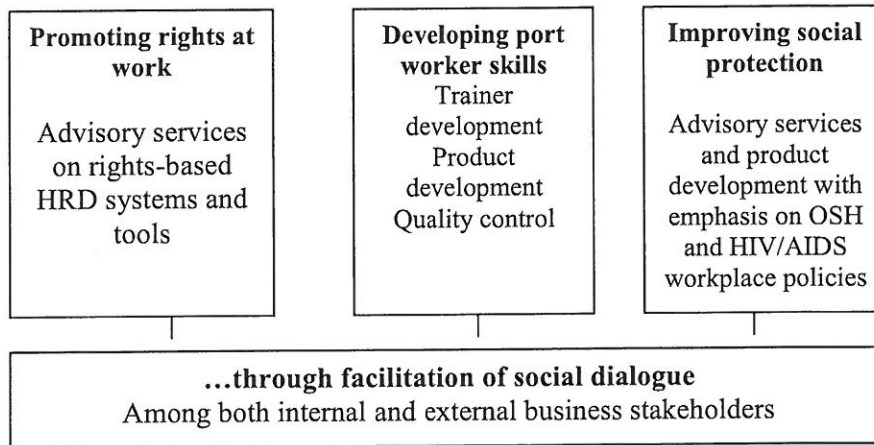 Promoting rights at
work
Advisory services
on rights-based
HRD systems and
tools
Developing port
worker skills
Trainer
development
Product
development
Quality control
Improving social
protection
Advisory services
and product
development with
emphasis on OSH
and HIV/AIDS
workplace policies
...through facilitation of social dialogue
Among both internal and external business stakeholders